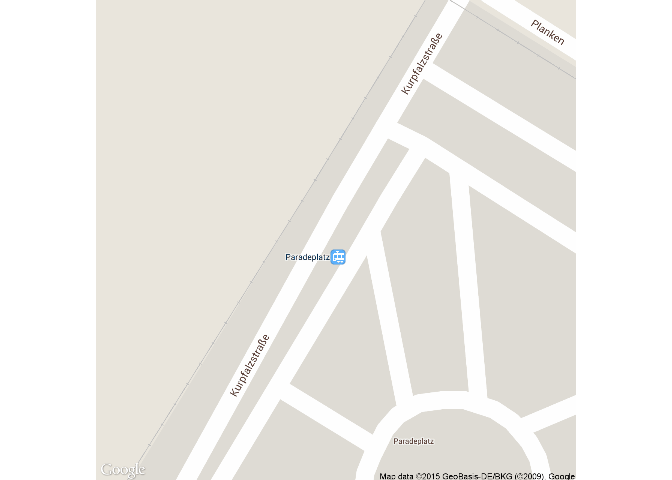 Planken
Kurpfalzstraße
Paradeplatz
Kurpfalzstraße
Paradeplatz
Google
Map data ©2015 GeoBasis-DE/BKG (©2009), Google